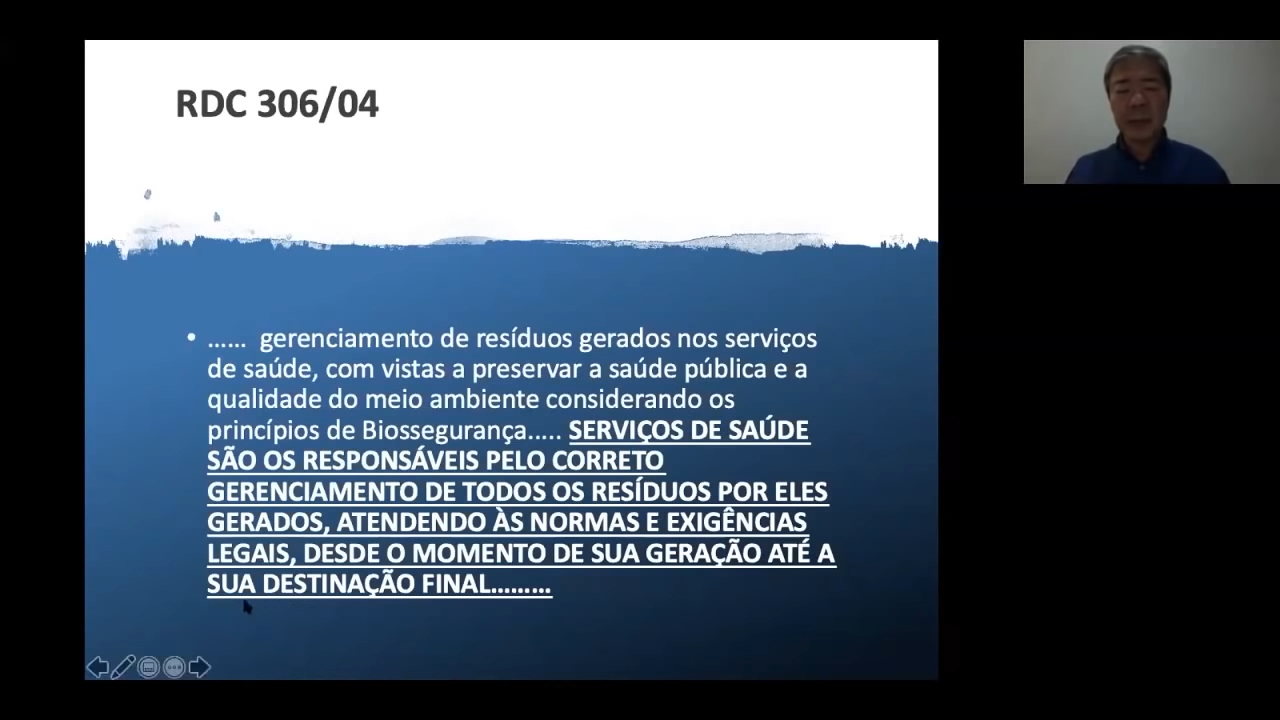 RDC 306/04
• …… gerenciamento de resíduos gerados nos serviços
de saúde, com vistas a preservar a saúde pública e a
qualidade do meio ambiente considerando os
princípios de Biossegurança..... SERVIÇOS DE SAÚDE
SÃO OS RESPONSÁVEIS PELO CORRETO
GERENCIAMENTO DE TODOS OS RESÍDUOS POR ELES
GERADOS, ATENDENDO ÀS NORMAS E EXIGÊNCIAS
LEGAIS, DESDE O MOMENTO DE SUA GERAÇÃO ATÉ A
SUA DESTINAÇÃO FINAL………